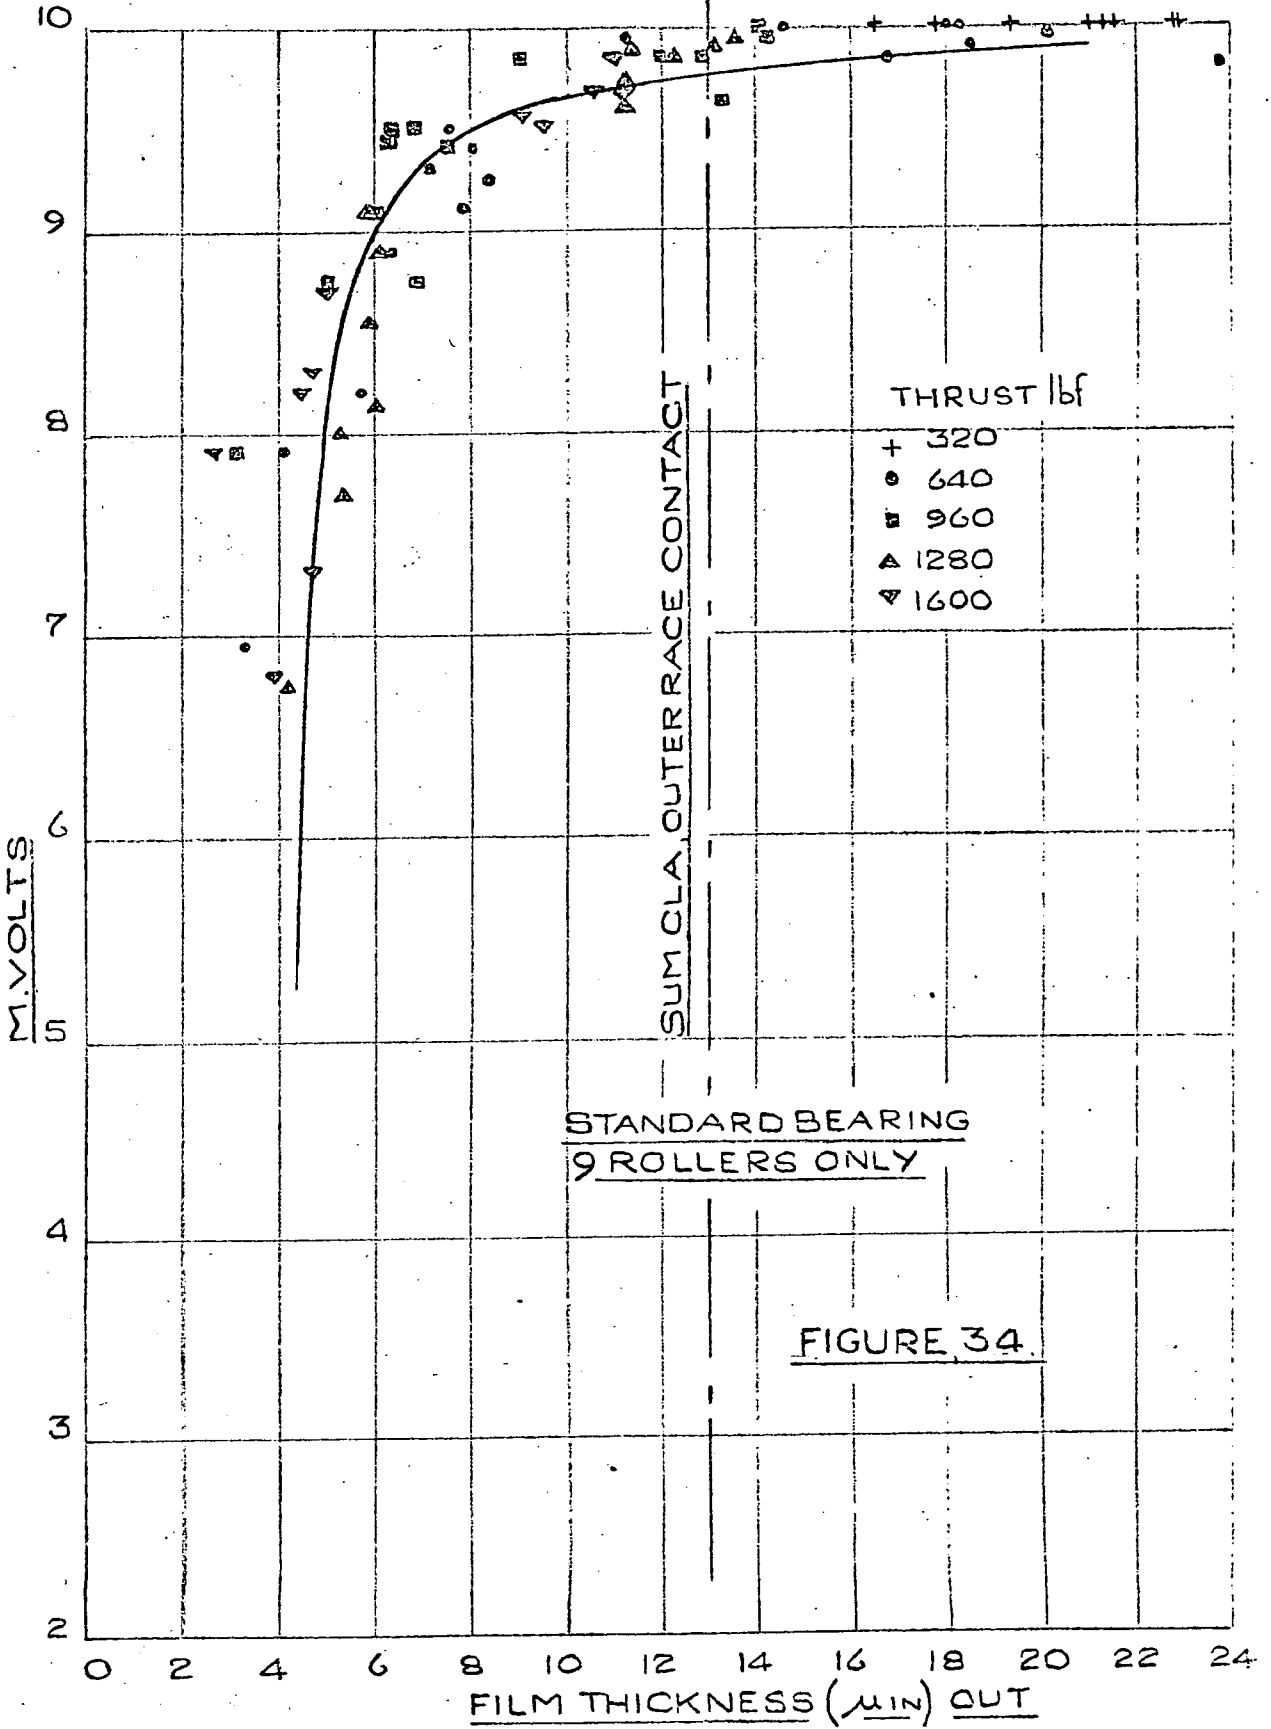 10
9
8
7
6
5
4
3
2
M.VOLTS
SUM CLA, OUTER RACE CONTACT
THRUST lbf
+ 320
640
960
1280
1600
STANDARD BEARING
9 ROLLERS ONLY
FIGURE 34.
0 2 4 6 8 10 12 14 16 18 20 22 24
FILM THICKNESS (µIN) OUT